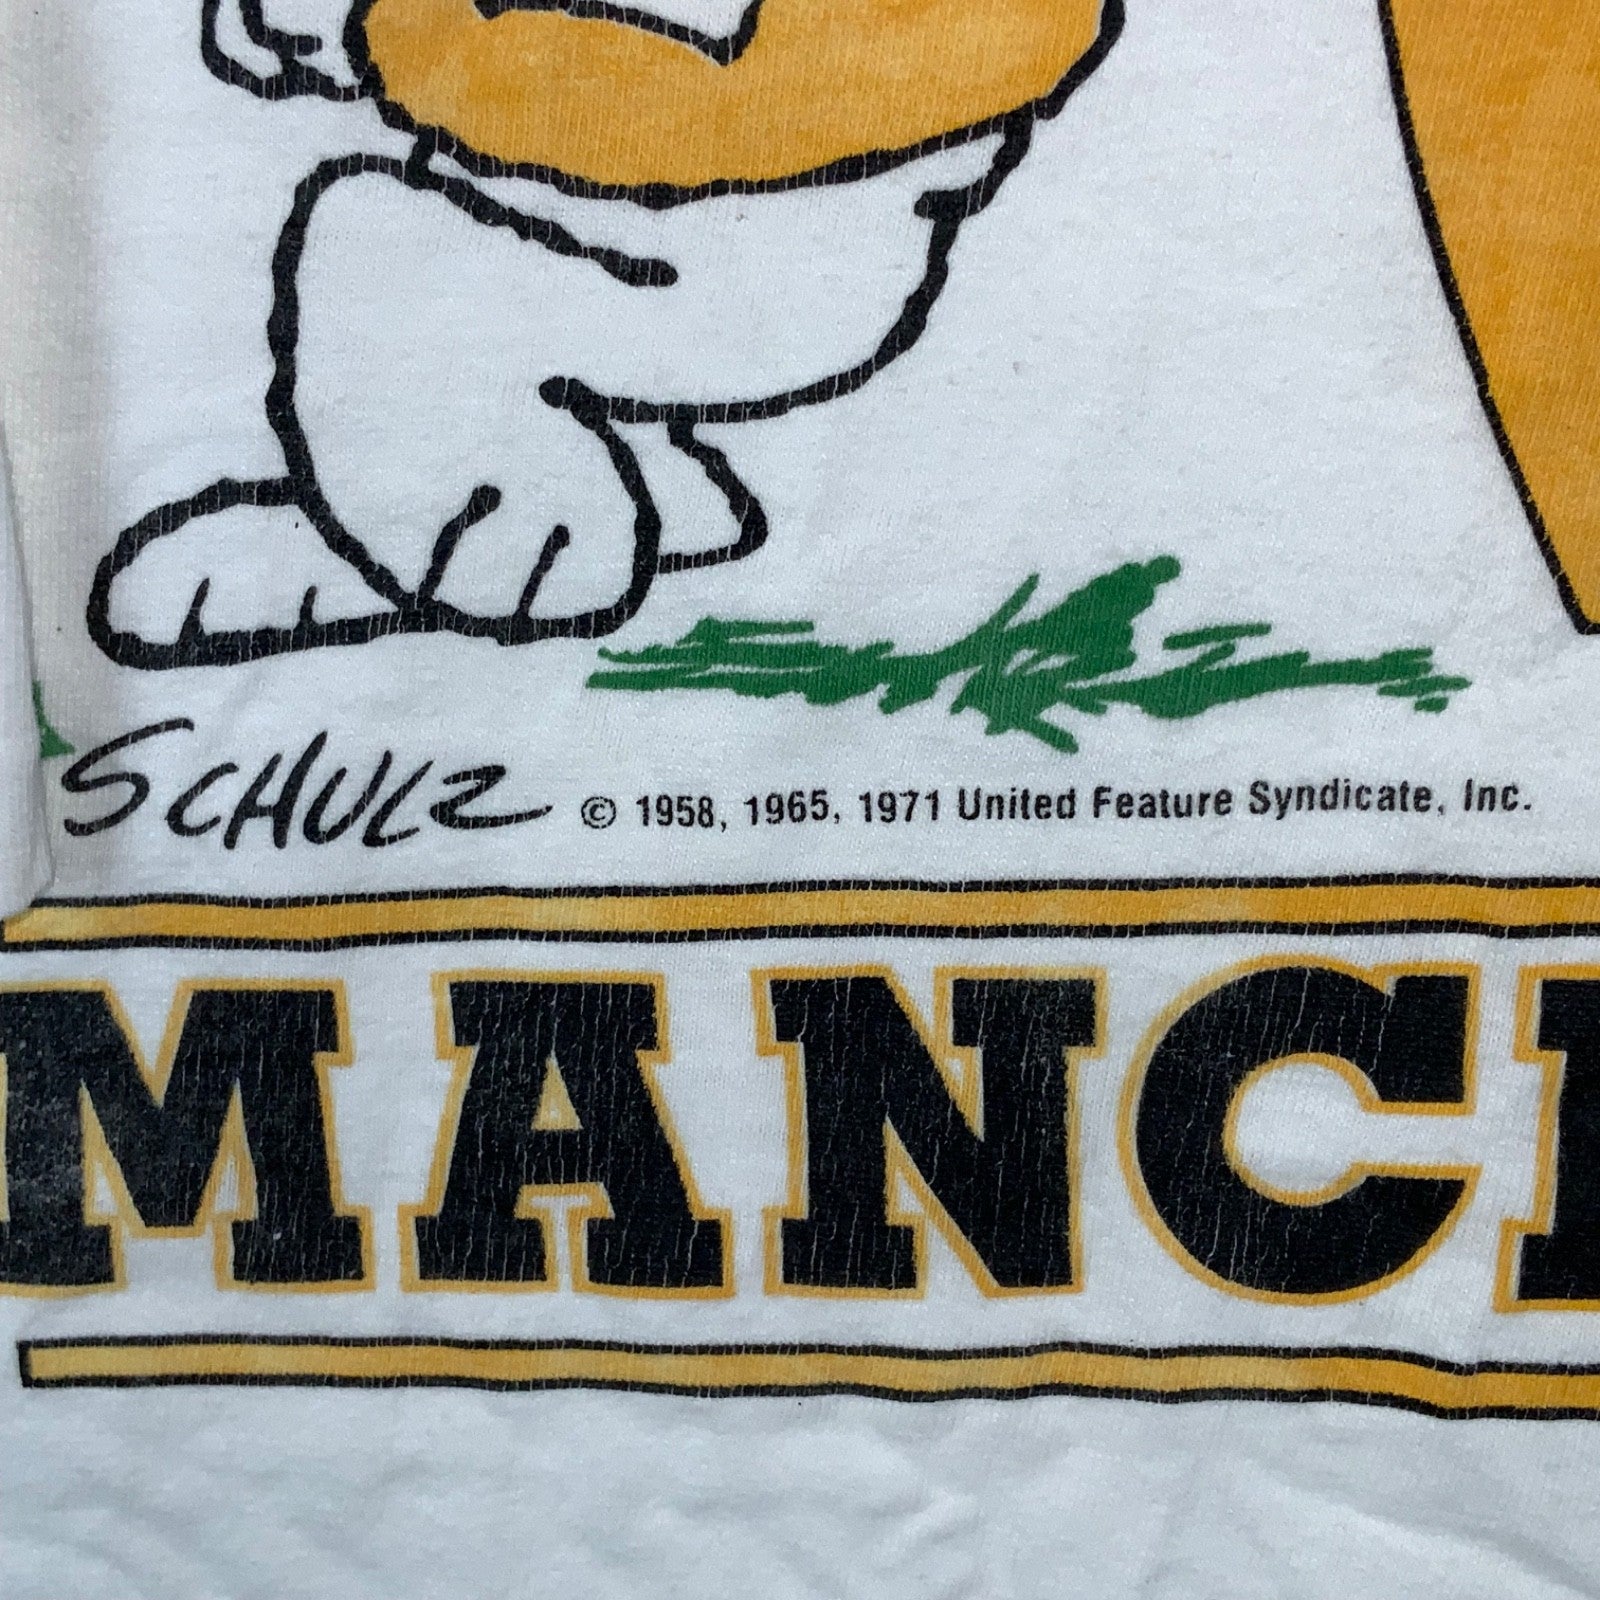 SCHULZ © 1958, 1965, 1971 United Feature Syndicate, Inc.
MANC